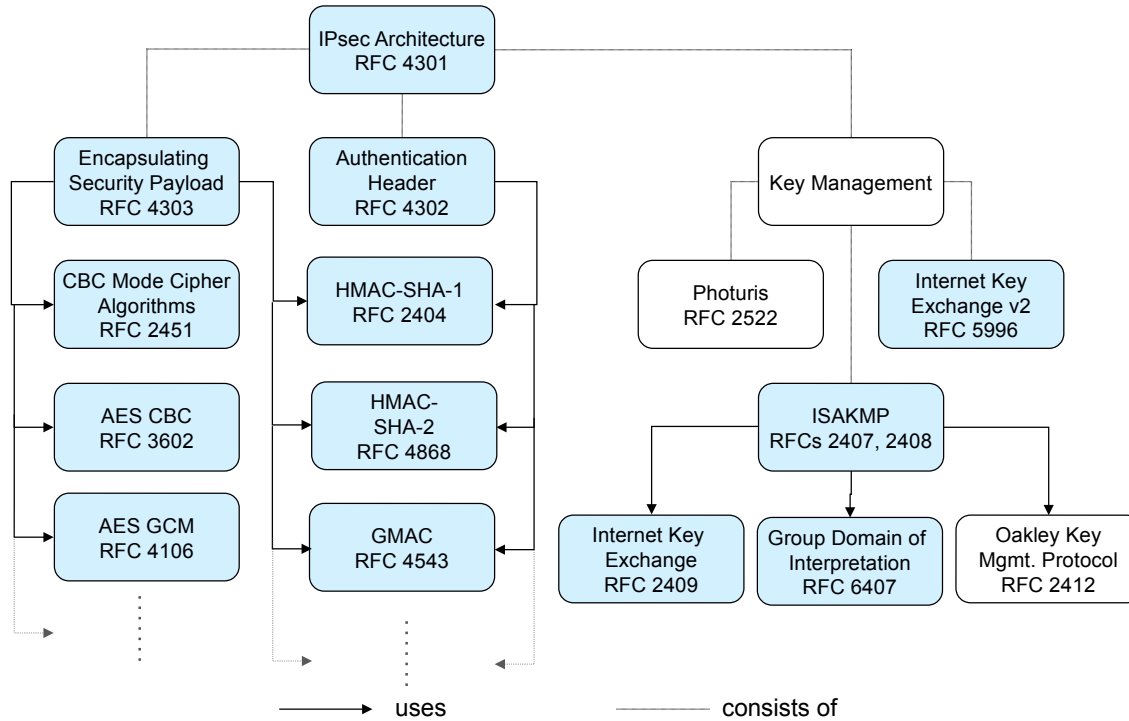 IPsec Architecture
RFC 4301
Encapsulating
Security Payload
RFC 4303
Authentication
Header
RFC 4302
Key Management
CBC Mode Cipher
Algorithms
RFC 2451
HMAC-SHA-1
RFC 2404
Photuris
RFC 2522
Internet Key
Exchange v2
RFC 5996
AES CBC
RFC 3602
HMAC-
SHA-2
RFC 4868
ISAKMP
RFCs 2407, 2408
AES GCM
RFC 4106
GMAC
RFC 4543
Internet Key
Exchange
RFC 2409
Group Domain of
Interpretation
RFC 6407
Oakley Key
Mgmt. Protocol
RFC 2412
uses
consists of